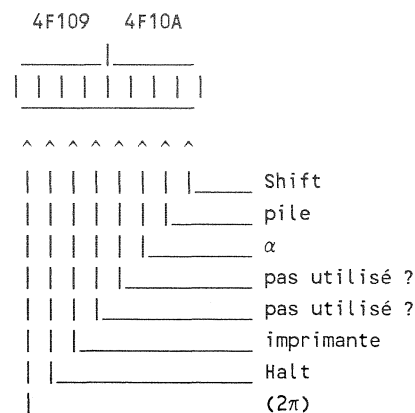 4F109 4F10A
Shift
pile
α
pas utilisé ?
pas utilisé ?
imprimante
Halt
(2π)